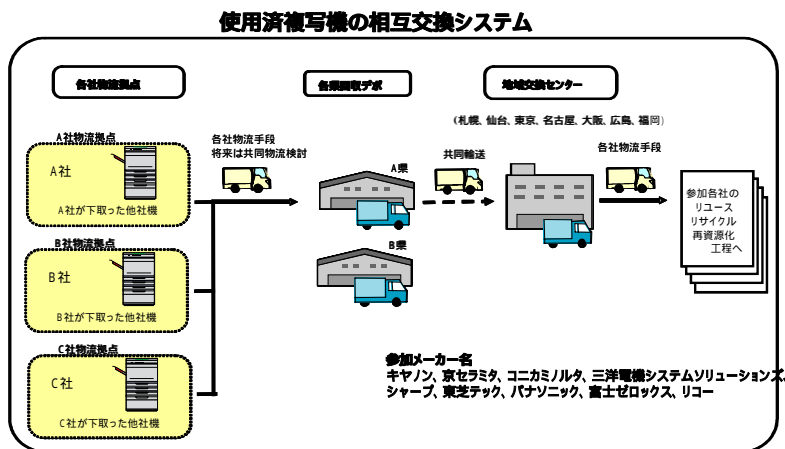 使用済複写機の相互交換システム
各社物流拠点
各県回収デポ
地域交換センター
(札幌、仙台、東京、名古屋、大阪、広島、福岡)
A社物流拠点
A社
A社が下取った他社機
各社物流手段
将来は共同物流検討
A県
共同輸送
各社物流手段
参加各社の
リユース
リサイクル
再資源化
工程へ
B社物流拠点
B社
B社が下取った他社機
B県
C社物流拠点
C社
C社が下取った他社機
参加メーカー名
キヤノン、京セラミタ、コニカミノルタ、三洋電機システムソリューションズ、
シャープ、東芝テック、パナソニック、富士ゼロックス、リコー